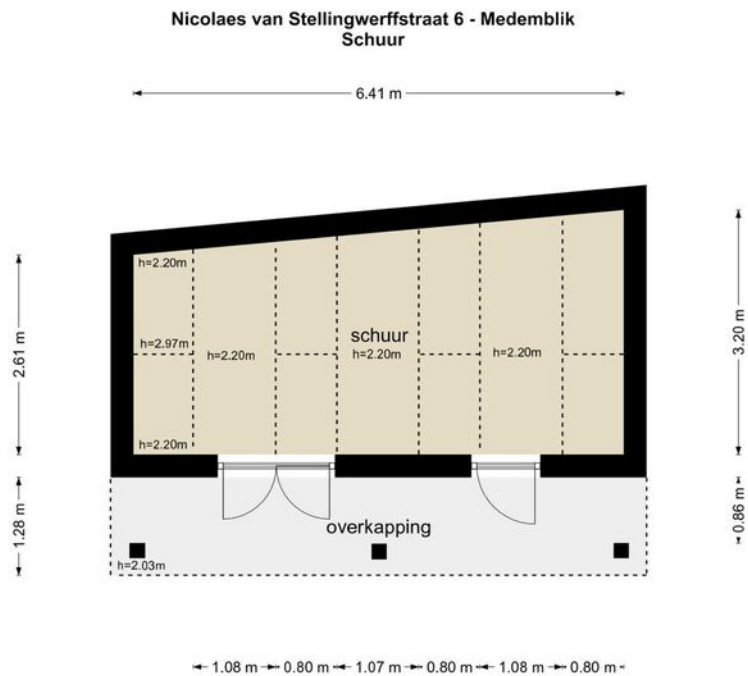 Nicolaes van Stellingwerffstraat 6 - Medemblik
Schuur
6.41 m
h=2.20m
2.61 m
3.20 m
schuur
h=2.97m
h=2.20m
h=2.20m
h=2.20m
h=2.20m
1.28 m
0.86 m
overkapping
h=2.03m
1.08 m
0.80 m
1.07 m
0.80 m
1.08 m
0.80 m